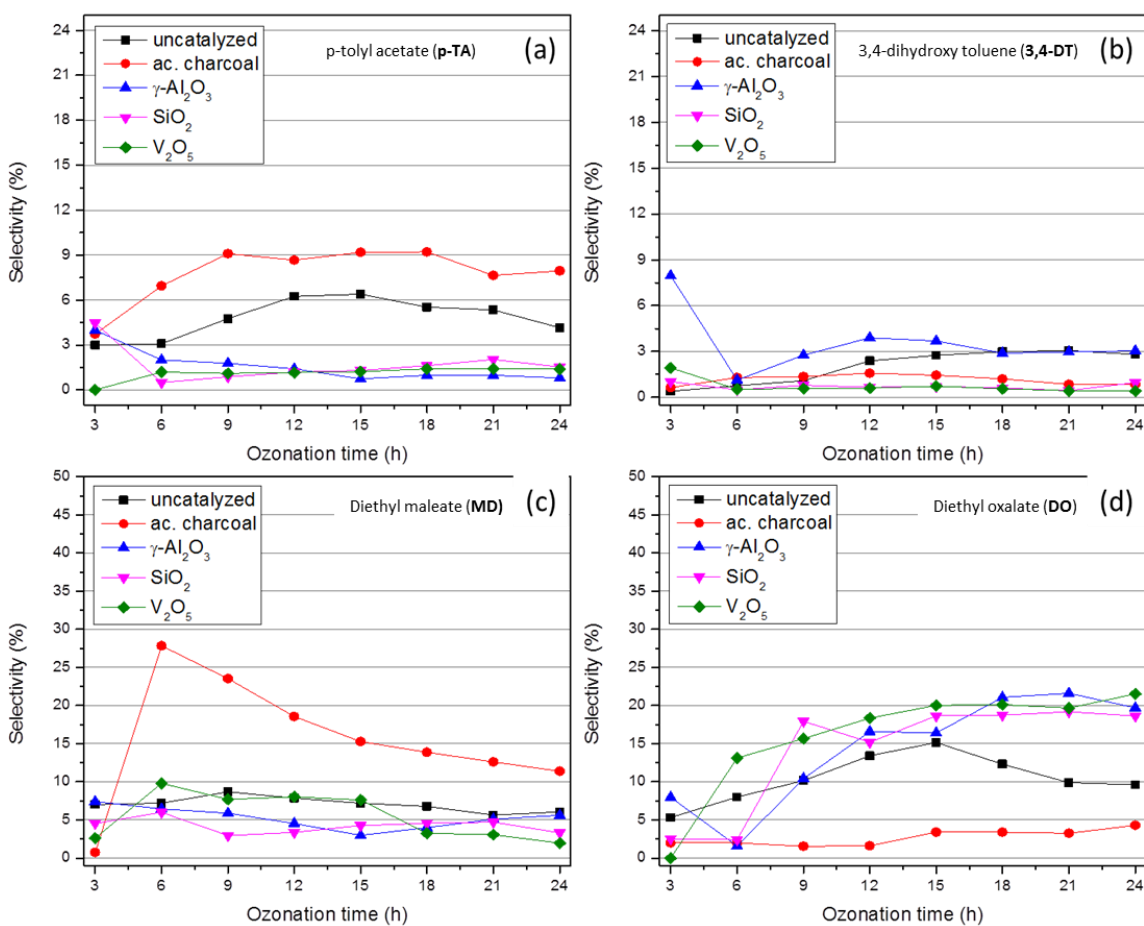 uncatalyzed
ac. charcoal
γ-Al₂O₃
SiO₂
V₂O₅
p-tolyl acetate (p-TA)
(a)
24
21
18
15
12
9
6
3
0
Selectivity (%)
3 6 9 12 15 18 21 24
Ozonation time (h)
uncatalyzed
ac. charcoal
γ-Al₂O₃
SiO₂
V₂O₅
3,4-dihydroxy toluene (3,4-DT)
(b)
24
21
18
15
12
9
6
3
0
Selectivity (%)
3 6 9 12 15 18 21 24
Ozonation time (h)
uncatalyzed
ac. charcoal
γ-Al₂O₃
SiO₂
V₂O₅
Diethyl maleate (MD)
(c)
50
45
40
35
30
25
20
15
10
5
0
Selectivity (%)
3 6 9 12 15 18 21 24
Ozonation time (h)
uncatalyzed
ac. charcoal
γ-Al₂O₃
SiO₂
V₂O₅
Diethyl oxalate (DO)
(d)
50
45
40
35
30
25
20
15
10
5
0
Selectivity (%)
3 6 9 12 15 18 21 24
Ozonation time (h)